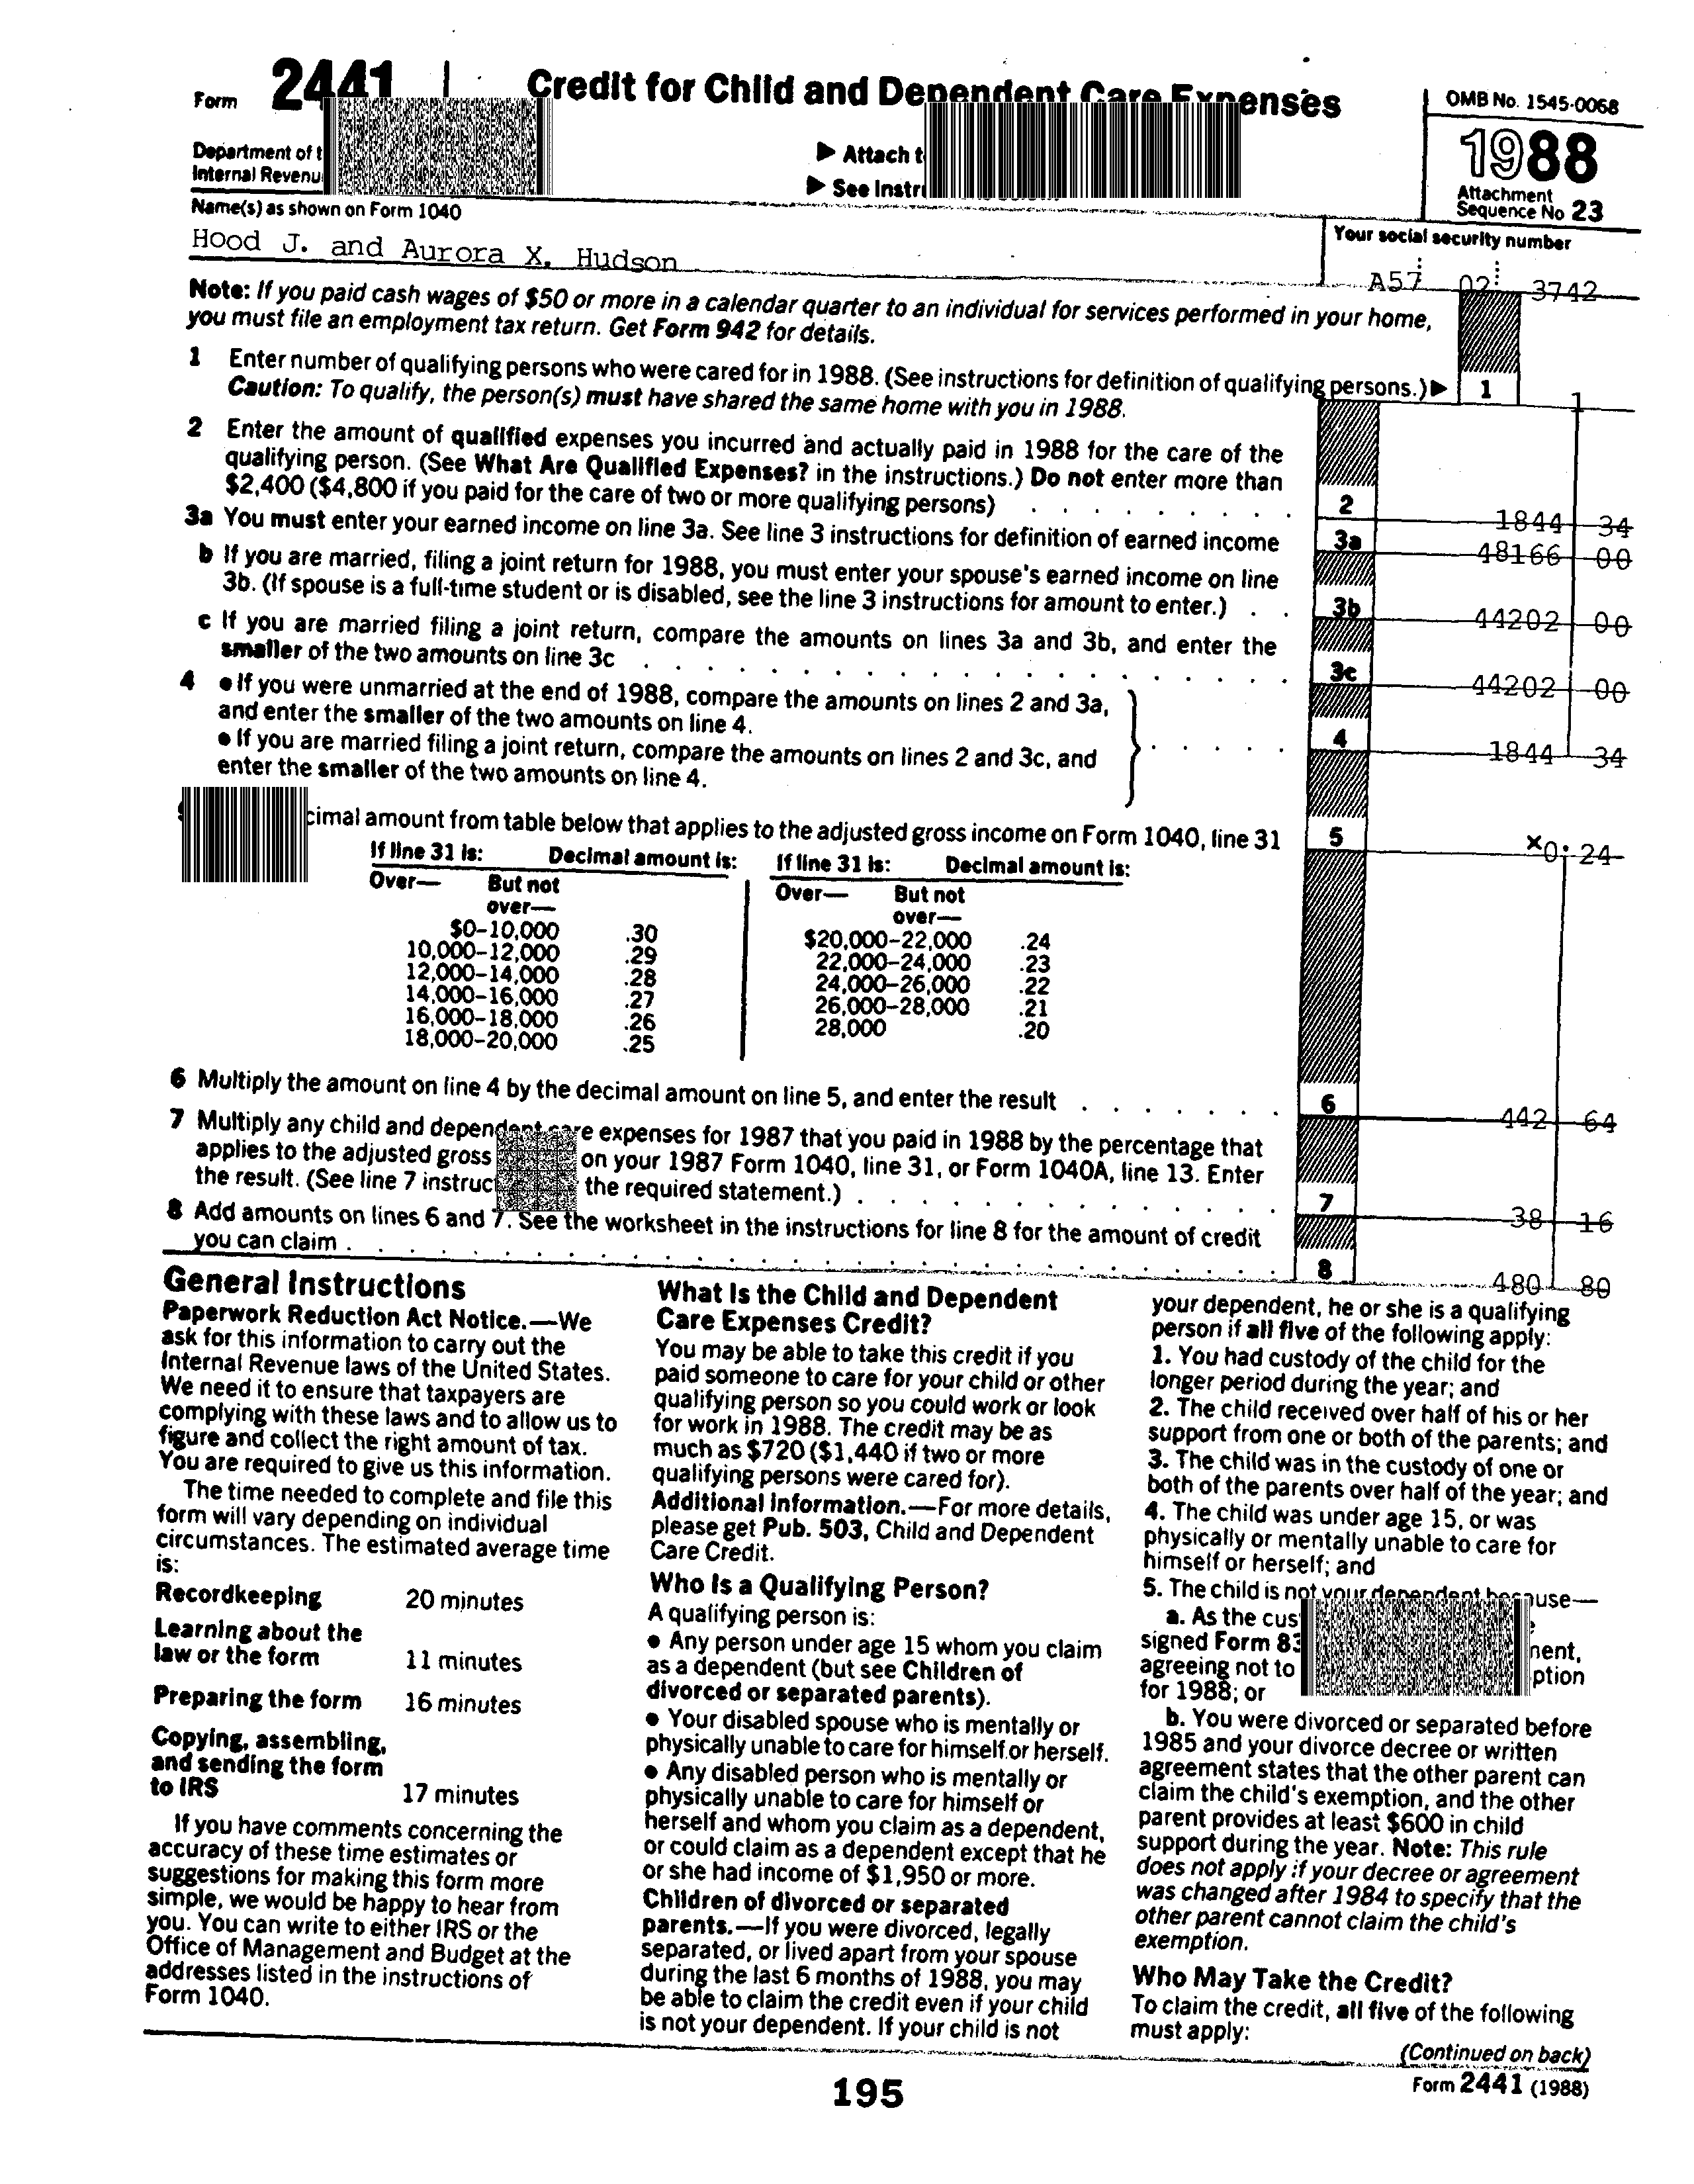 Form 2441
Credit for Child and Dependent Care Expenses
OMB No. 1545-0068
1988
Department of
Internal Revenu
▶ Attach
▶ See Instr
Attachment
Sequence No 23
Name(s) as shown on Form 1040
Your social security number
Hood J. and Aurora X. Hudson
A57 02 3742
Note: If you paid cash wages of $50 or more in a calendar quarter to an individual for services performed in your home,
you must file an employment tax return. Get Form 942 for details.
1 Enter number of qualifying persons who were cared for in 1988. (See instructions for definition of qualifying persons.) ▶ 1 1
Caution: To qualify, the person(s) must have shared the same home with you in 1988.
2 Enter the amount of qualified expenses you incurred and actually paid in 1988 for the care of the
qualifying person. (See What Are Qualified Expenses? in the instructions.) Do not enter more than
$2,400 ($4,800 if you paid for the care of two or more qualifying persons) . . . . . . . . . 2 1844 34
3a You must enter your earned income on line 3a. See line 3 instructions for definition of earned income 3a 48166 00
b If you are married, filing a joint return for 1988, you must enter your spouse's earned income on line
3b. (If spouse is a full-time student or is disabled, see the line 3 instructions for amount to enter.) . . 3b 44202 00
c If you are married filing a joint return, compare the amounts on lines 3a and 3b, and enter the
smaller of the two amounts on line 3c . . . . . . . . . . . . . . . . . . . . . 3c 44202 00
4 ● If you were unmarried at the end of 1988, compare the amounts on lines 2 and 3a,
and enter the smaller of the two amounts on line 4.
● If you are married filing a joint return, compare the amounts on lines 2 and 3c, and
enter the smaller of the two amounts on line 4.
. . . . . 4 1844 34
cimal amount from table below that applies to the adjusted gross income on Form 1040, line 31 5 ×0. 24
If line 31 is: Decimal amount is: If line 31 is: Decimal amount is:
Over— But not over— Over— But not over—
$0–10,000 .30 $20,000–22,000 .24
10,000–12,000 .29 22,000–24,000 .23
12,000–14,000 .28 24,000–26,000 .22
14,000–16,000 .27 26,000–28,000 .21
16,000–18,000 .26 28,000 .20
18,000–20,000 .25
6 Multiply the amount on line 4 by the decimal amount on line 5, and enter the result . . . . . . . 6 442 64
7 Multiply any child and dependent care expenses for 1987 that you paid in 1988 by the percentage that
applies to the adjusted gross on your 1987 Form 1040, line 31, or Form 1040A, line 13. Enter
the result. (See line 7 instruc the required statement.) . . . . . . . . . . . . . . 7 38 16
8 Add amounts on lines 6 and 7. See the worksheet in the instructions for line 8 for the amount of credit
you can claim . . . . . . . . . . . . . . . . . . . . . . . . . . . . . 8 480 80
General Instructions
Paperwork Reduction Act Notice.—We
ask for this information to carry out the
Internal Revenue laws of the United States.
We need it to ensure that taxpayers are
complying with these laws and to allow us to
figure and collect the right amount of tax.
You are required to give us this information.
The time needed to complete and file this
form will vary depending on individual
circumstances. The estimated average time
is:
Recordkeeping 20 minutes
Learning about the
law or the form 11 minutes
Preparing the form 16 minutes
Copying, assembling,
and sending the form
to IRS 17 minutes
If you have comments concerning the
accuracy of these time estimates or
suggestions for making this form more
simple, we would be happy to hear from
you. You can write to either IRS or the
Office of Management and Budget at the
addresses listed in the instructions of
Form 1040.
What Is the Child and Dependent
Care Expenses Credit?
You may be able to take this credit if you
paid someone to care for your child or other
qualifying person so you could work or look
for work in 1988. The credit may be as
much as $720 ($1,440 if two or more
qualifying persons were cared for).
Additional Information.—For more details,
please get Pub. 503, Child and Dependent
Care Credit.
Who Is a Qualifying Person?
A qualifying person is:
● Any person under age 15 whom you claim
as a dependent (but see Children of
divorced or separated parents).
● Your disabled spouse who is mentally or
physically unable to care for himself or herself.
● Any disabled person who is mentally or
physically unable to care for himself or
herself and whom you claim as a dependent,
or could claim as a dependent except that he
or she had income of $1,950 or more.
Children of divorced or separated
parents.—If you were divorced, legally
separated, or lived apart from your spouse
during the last 6 months of 1988, you may
be able to claim the credit even if your child
is not your dependent. If your child is not
your dependent, he or she is a qualifying
person if all five of the following apply:
1. You had custody of the child for the
longer period during the year; and
2. The child received over half of his or her
support from one or both of the parents; and
3. The child was in the custody of one or
both of the parents over half of the year; and
4. The child was under age 15, or was
physically or mentally unable to care for
himself or herself; and
5. The child is not your dependent because—
a. As the cus
signed Form 83 nent,
agreeing not to ption
for 1988; or
b. You were divorced or separated before
1985 and your divorce decree or written
agreement states that the other parent can
claim the child's exemption, and the other
parent provides at least $600 in child
support during the year. Note: This rule
does not apply if your decree or agreement
was changed after 1984 to specify that the
other parent cannot claim the child's
exemption.
Who May Take the Credit?
To claim the credit, all five of the following
must apply:
(Continued on back)
Form 2441 (1988)
195